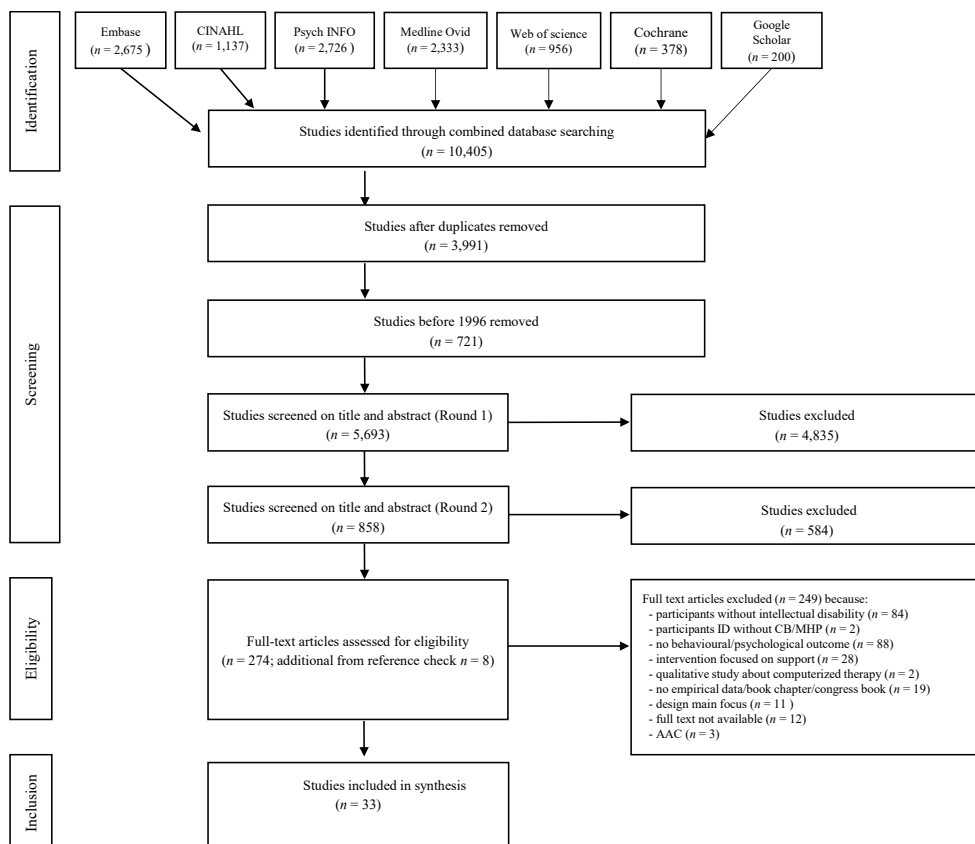 Identification
Embase
(n = 2,675 )
CINAHL
(n = 1,137)
Psych INFO
(n = 2,726)
Medline Ovid
(n = 2,333)
Web of science
(n = 956)
Cochrane
(n = 378)
Google
Scholar
(n = 200)
Studies identified through combined database searching
(n = 10,405)
Screening
Studies after duplicates removed
(n = 3,991)
Studies before 1996 removed
(n = 721)
Studies screened on title and abstract (Round 1)
(n = 5,693)
Studies excluded
(n = 4,835)
Studies screened on title and abstract (Round 2)
(n = 858)
Studies excluded
(n = 584)
Eligibility
Full-text articles assessed for eligibility
(n = 274; additional from reference check n = 8)
Full text articles excluded (n = 249) because:
- participants without intellectual disability (n = 84)
- participants ID without CB/MHP (n = 2)
- no behavioural/psychological outcome (n = 88)
- intervention focused on support (n = 28)
- qualitative study about computerized therapy (n = 2)
- no empirical data/book chapter/congress book (n = 19)
- design main focus (n = 11 )
- full text not available (n = 12)
- AAC (n = 3)
Inclusion
Studies included in synthesis
(n = 33)